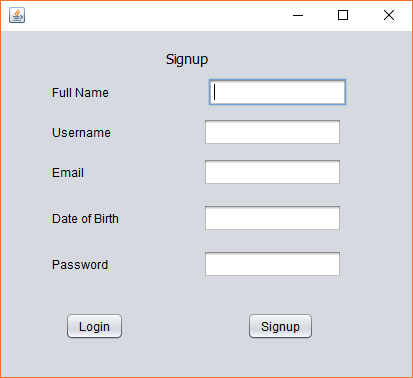 Signup
Full Name
Username
Email
Date of Birth
Password
Login Signup